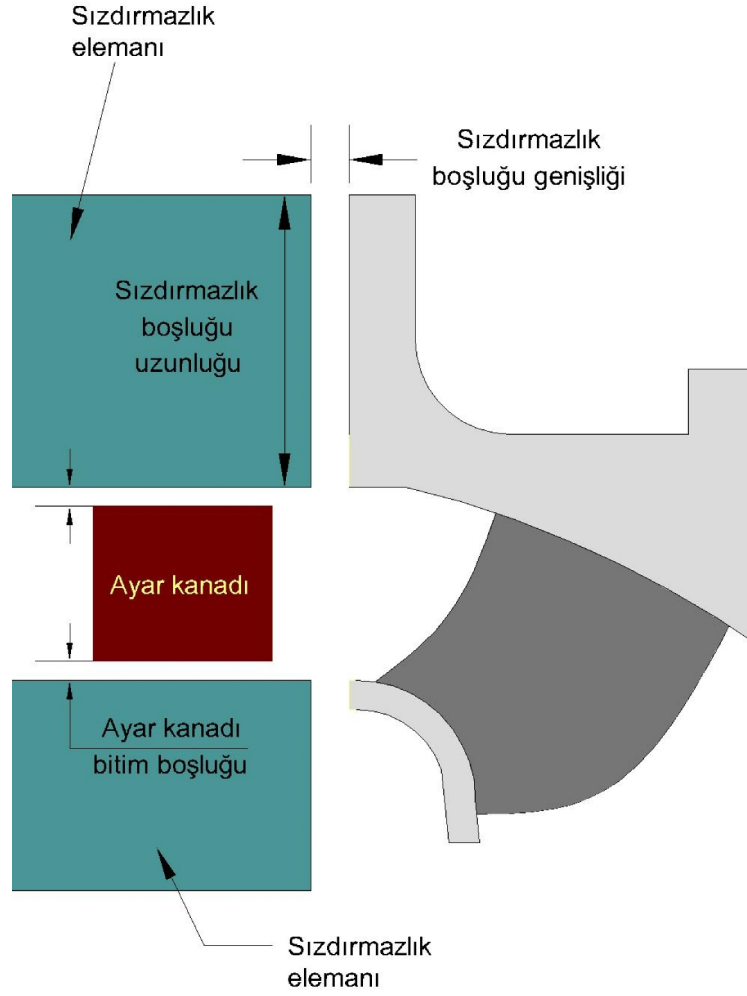 Sızdırmazlık
elemanı
Sızdırmazlık
boşluğu genişliği
Sızdırmazlık
boşluğu
uzunluğu
Ayar kanadı
Ayar kanadı
bitim boşluğu
Sızdırmazlık
elemanı